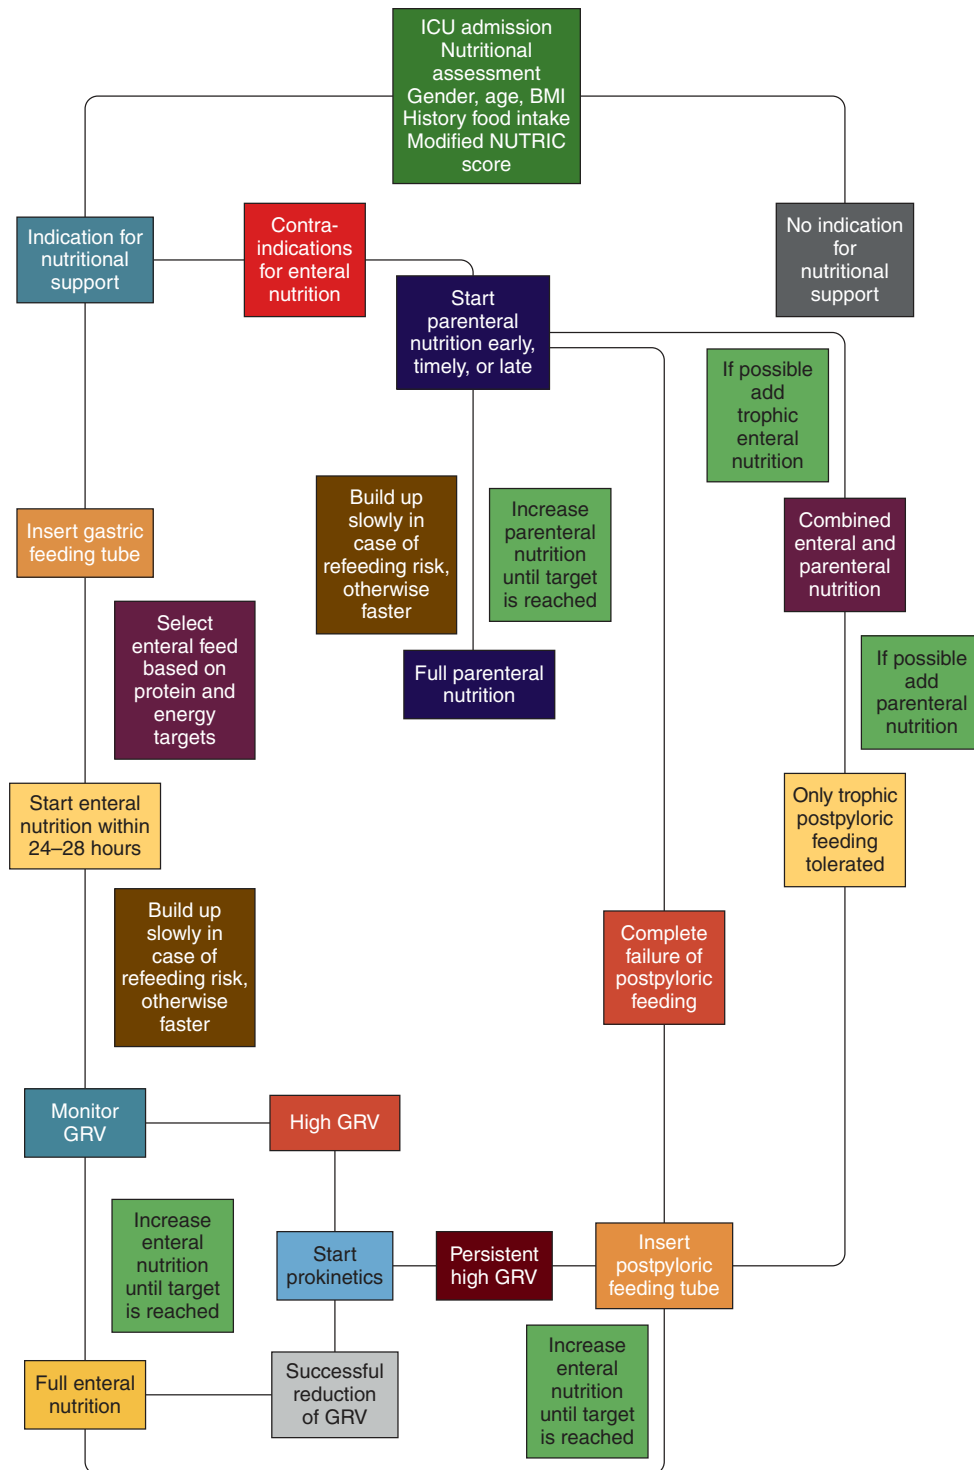 ICU admission
Nutritional
assessment
Gender, age, BMI
History food intake
Modified NUTRIC
score
Indication for
nutritional
support
Contra-
indications
for enteral
nutrition
No indication
for
nutritional
support
Start
parenteral
nutrition early,
timely, or late
If possible
add
trophic
enteral
nutrition
Build up
slowly in
case of
refeeding risk,
otherwise
faster
Increase
parenteral
nutrition
until target
is reached
Insert gastric
feeding tube
Combined
enteral and
parenteral
nutrition
Select
enteral feed
based on
protein and
energy
targets
Full parenteral
nutrition
If possible
add
parenteral
nutrition
Start enteral
nutrition within
24–28 hours
Only trophic
postpyloric
feeding
tolerated
Build up
slowly in
case of
refeeding risk,
otherwise
faster
Complete
failure of
postpyloric
feeding
Monitor
GRV
High GRV
Increase
enteral
nutrition
until target
is reached
Start
prokinetics
Persistent
high GRV
Insert
postpyloric
feeding tube
Full enteral
nutrition
Successful
reduction
of GRV
Increase
enteral
nutrition
until target
is reached